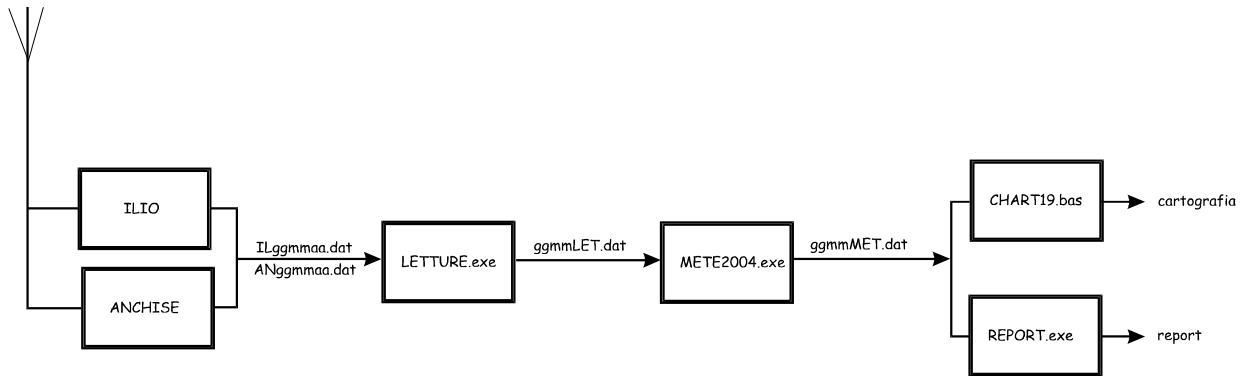 ILIO
ANCHISE
ILggmmaa.dat
ANggmmaa.dat
LETTURE.exe
ggmmLET.dat
METE2004.exe
ggmmMET.dat
CHART19.bas
cartografia
REPORT.exe
report